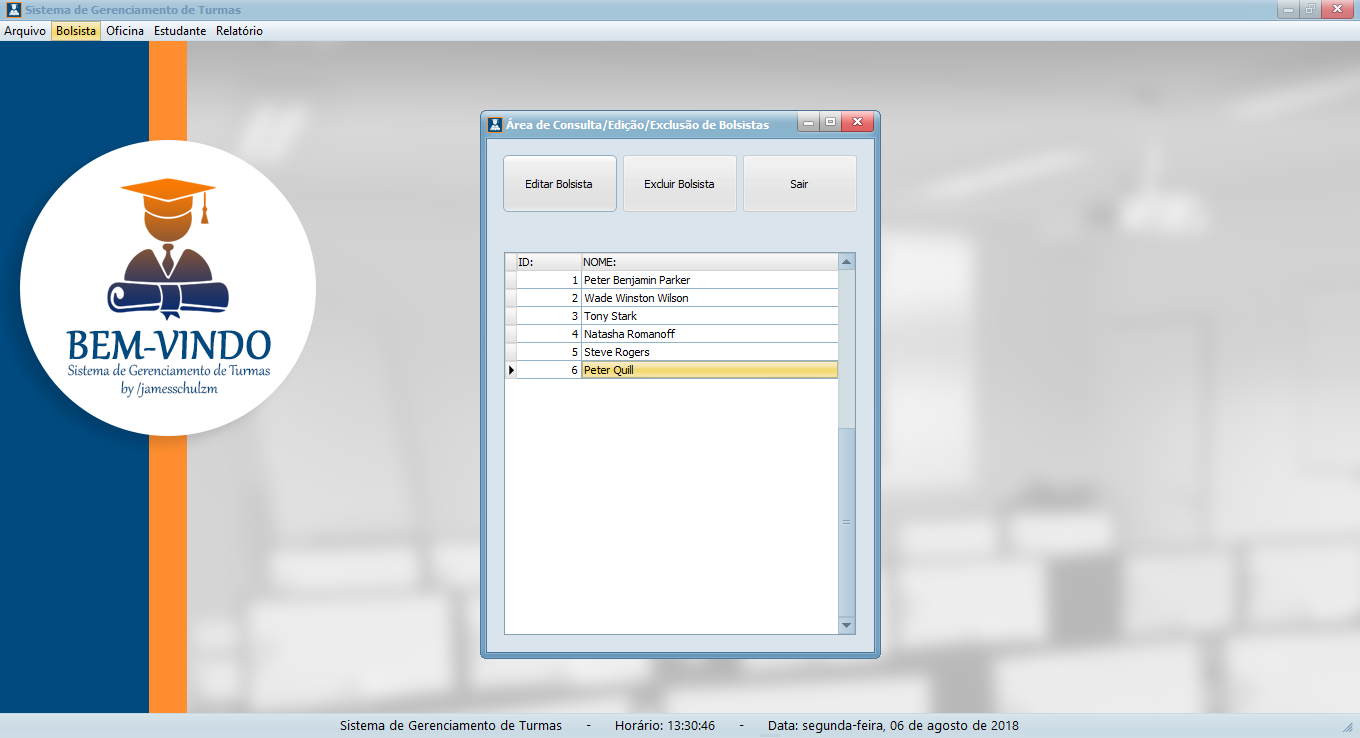 Sistema de Gerenciamento de Turmas
Arquivo Bolsista Oficina Estudante Relatório
BEM-VINDO
Sistema de Gerenciamento de Turmas
by /jamesschulzm
Área de Consulta/Edição/Exclusão de Bolsistas
Editar Bolsista Excluir Bolsista Sair
ID: NOME:
1 Peter Benjamin Parker
2 Wade Winston Wilson
3 Tony Stark
4 Natasha Romanoff
5 Steve Rogers
6 Peter Quill
Sistema de Gerenciamento de Turmas - Horário: 13:30:46 - Data: segunda-feira, 06 de agosto de 2018